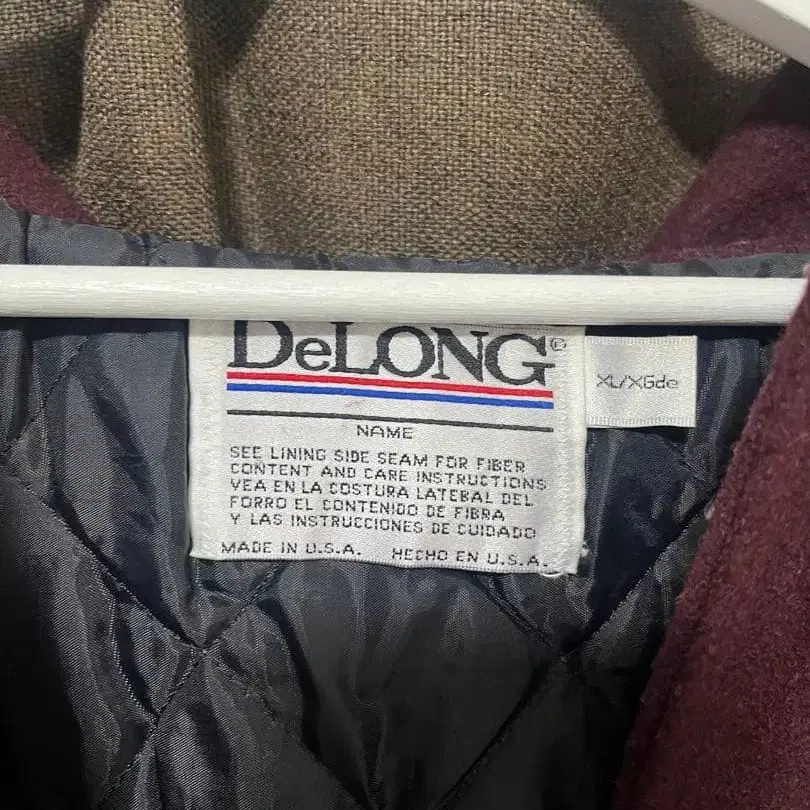 DeLONG®
XL/XGde
NAME
SEE LINING SIDE SEAM FOR FIBER
CONTENT AND CARE INSTRUCTIONS
VEA EN LA COSTURA LATERAL DEL
FORRO EL CONTENIDO DE FIBRA
Y LAS INSTRUCCIONES DE CUIDADO
MADE IN U.S.A. HECHO EN U.S.A.